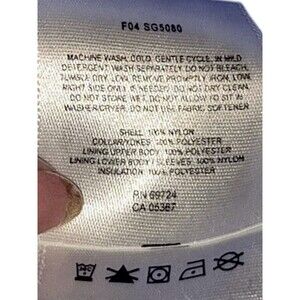 F04 SG5080
MACHINE WASH, COLD, GENTLE CYCLE, IN MILD
DETERGENT WASH SEPARATELY. DO NOT BLEACH.
TUMBLE DRY, LOW. REMOVE PROMPTLY. IRON, LOW
RIGHT SIDE ONLY IF NEEDED. DO NOT DRY CLEAN.
DO NOT STORE WET. DO NOT ALLOW TO SIT IN
WASHER/DRYER. DO NOT USE FABRIC SOFTENER
SHELL: 100% NYLON
COLLAR/YOKES: 100% POLYESTER
LINING UPPER BODY: 100% POLYESTER
LINING LOWER BODY / SLEEVES: 100% NYLON
INSULATION: 100% POLYESTER
RN 69724
CA 05367